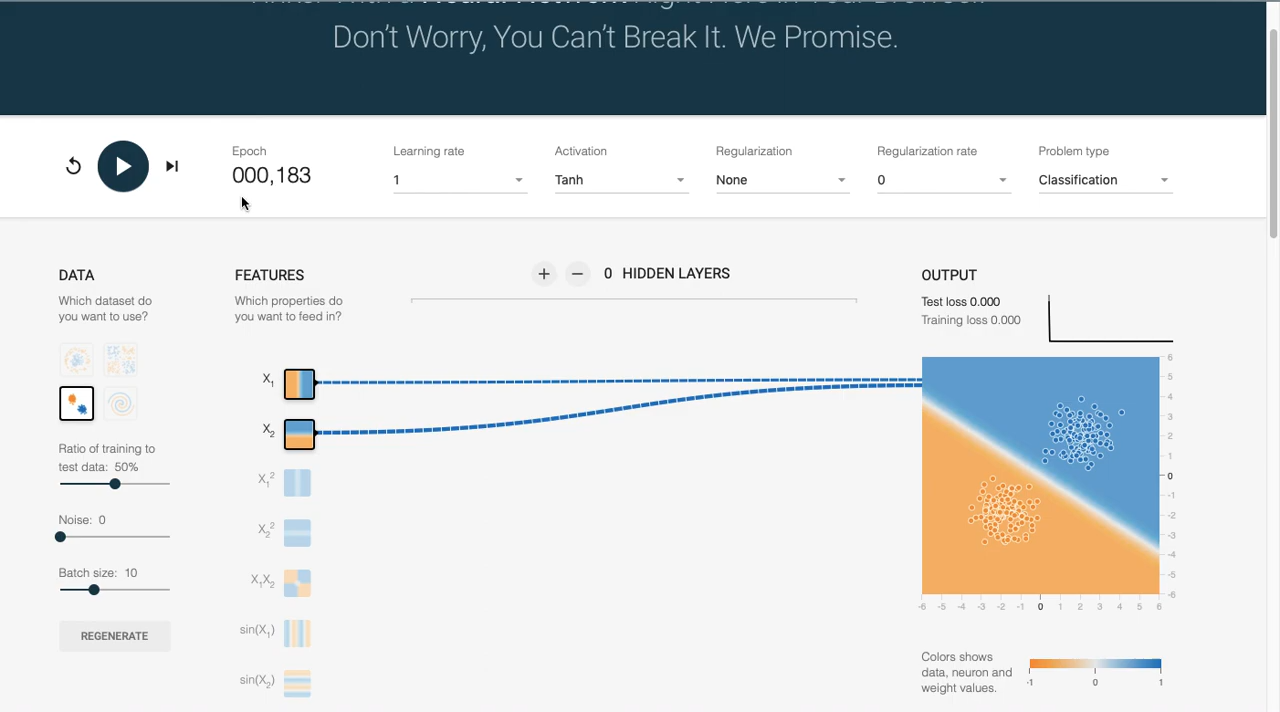 Don't Worry, You Can't Break It. We Promise.
Epoch
000,183
Learning rate
1
Activation
Tanh
Regularization
None
Regularization rate
0
Problem type
Classification
DATA
Which dataset do
you want to use?
Ratio of training to
test data: 50%
Noise: 0
Batch size: 10
REGENERATE
FEATURES
Which properties do
you want to feed in?
X₁
X₂
X₁²
X₂²
X₁X₂
sin(X₁)
sin(X₂)
+ − 0 HIDDEN LAYERS
OUTPUT
Test loss 0.000
Training loss 0.000
6
5
4
3
2
1
0
-1
-2
-3
-4
-5
-6
-6 -5 -4 -3 -2 -1 0 1 2 3 4 5 6
Colors shows
data, neuron and
weight values.
-1 0 1